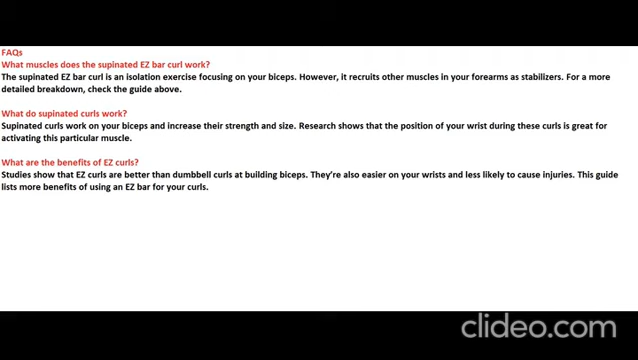 FAQs
What muscles does the supinated EZ bar curl work?
The supinated EZ bar curl is an isolation exercise focusing on your biceps. However, it recruits other muscles in your forearms as stabilizers. For a more
detailed breakdown, check the guide above.
What do supinated curls work?
Supinated curls work on your biceps and increase their strength and size. Research shows that the position of your wrist during these curls is great for
activating this particular muscle.
What are the benefits of EZ curls?
Studies show that EZ curls are better than dumbbell curls at building biceps. They're also easier on your wrists and less likely to cause injuries. This guide
lists more benefits of using an EZ bar for your curls.
clideo.com